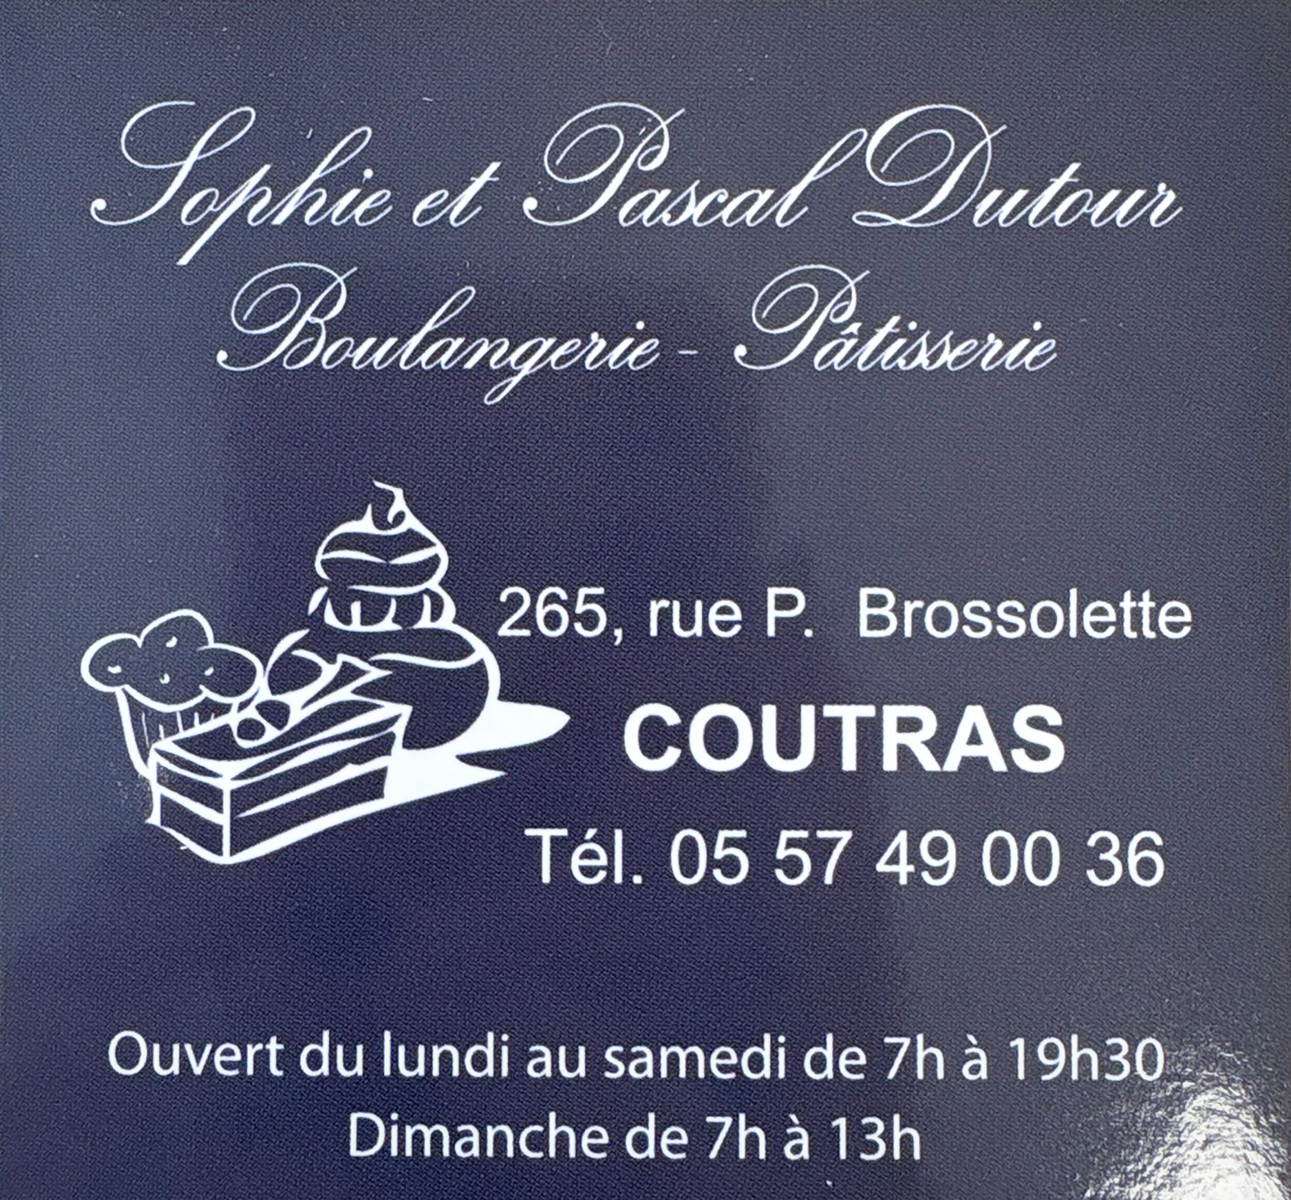 Sophie et Pascal Dutour
Boulangerie - Pâtisserie
265, rue P. Brossolette
COUTRAS
Tél. 05 57 49 00 36
Ouvert du lundi au samedi de 7h à 19h30
Dimanche de 7h à 13h